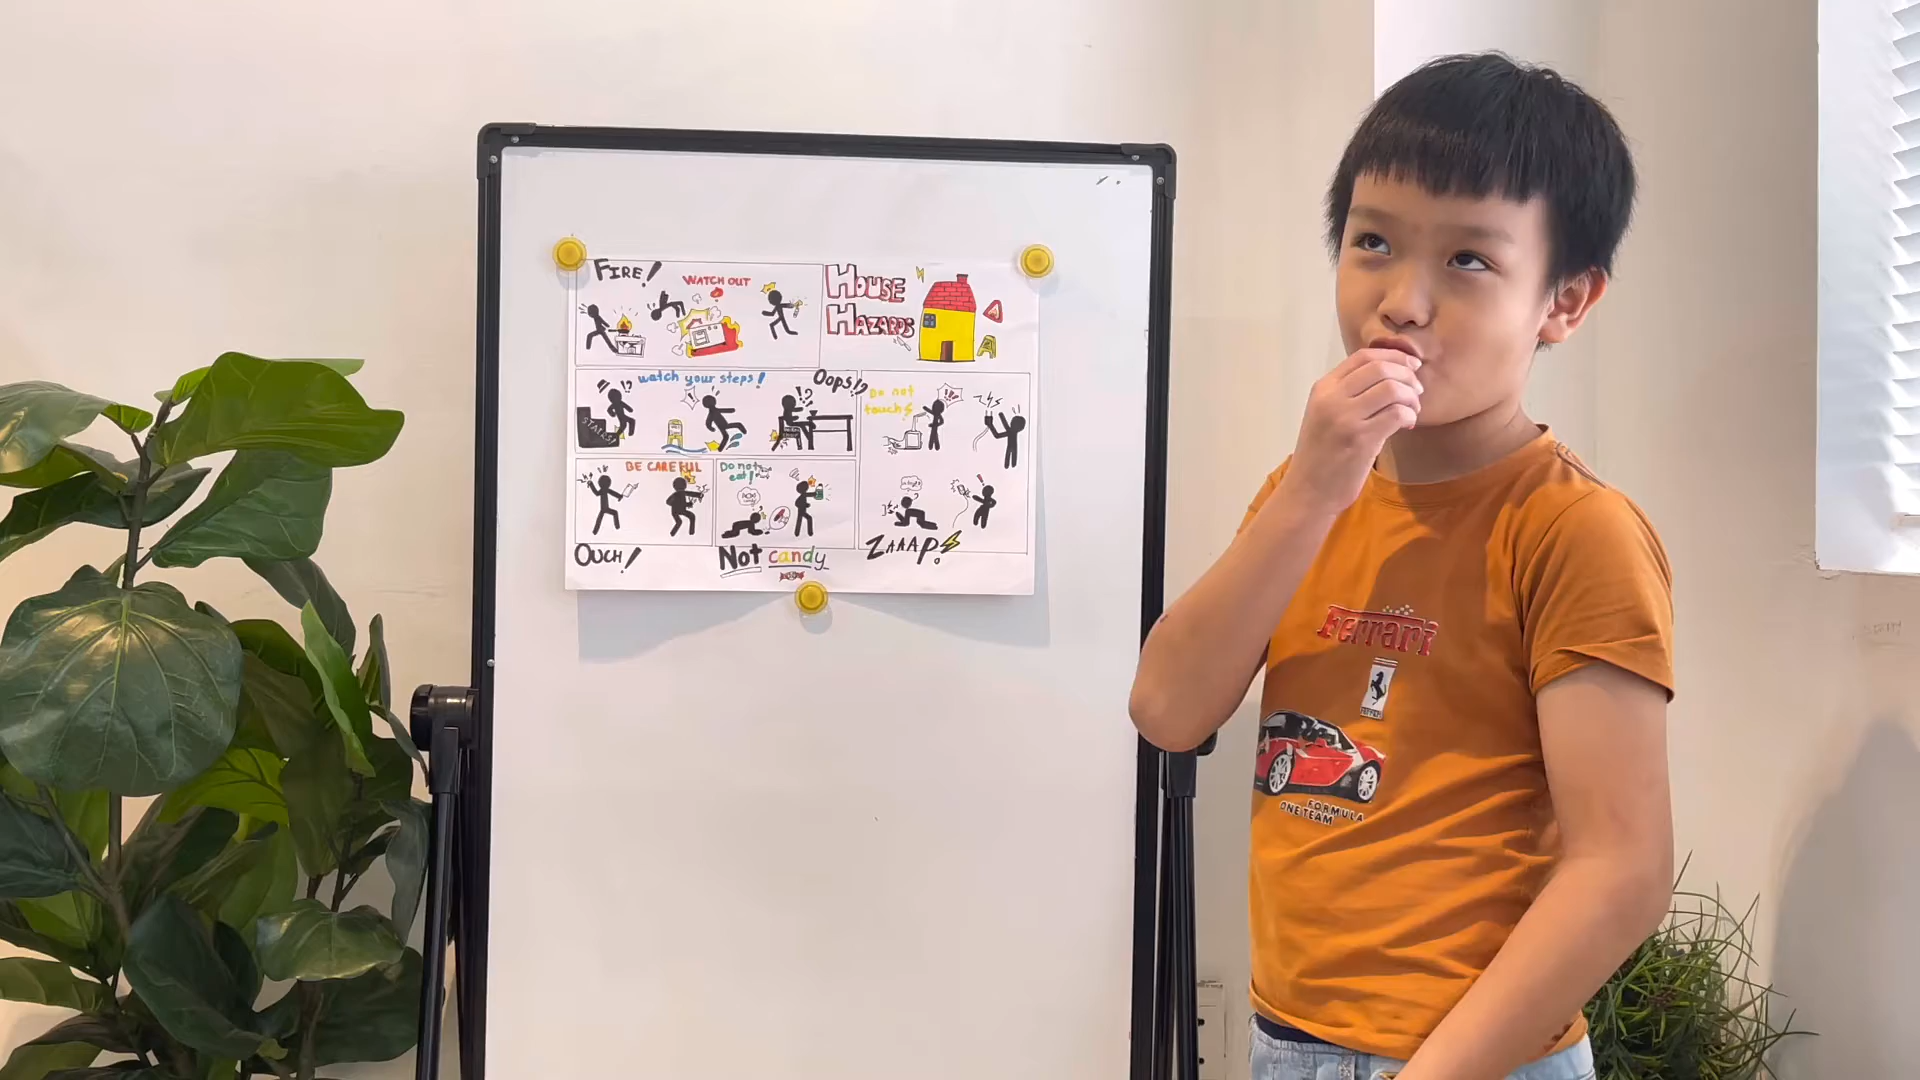 FIRE!
WATCH OUT
HOUSE
HAZARDS
watch your steps!
Oops!?
STAIRS!
Do not
touch
BE CAREFUL
Do not
eat!
OUCH!
Not candy
ZAAAP!
Ferrari
FORMULA
ONE TEAM